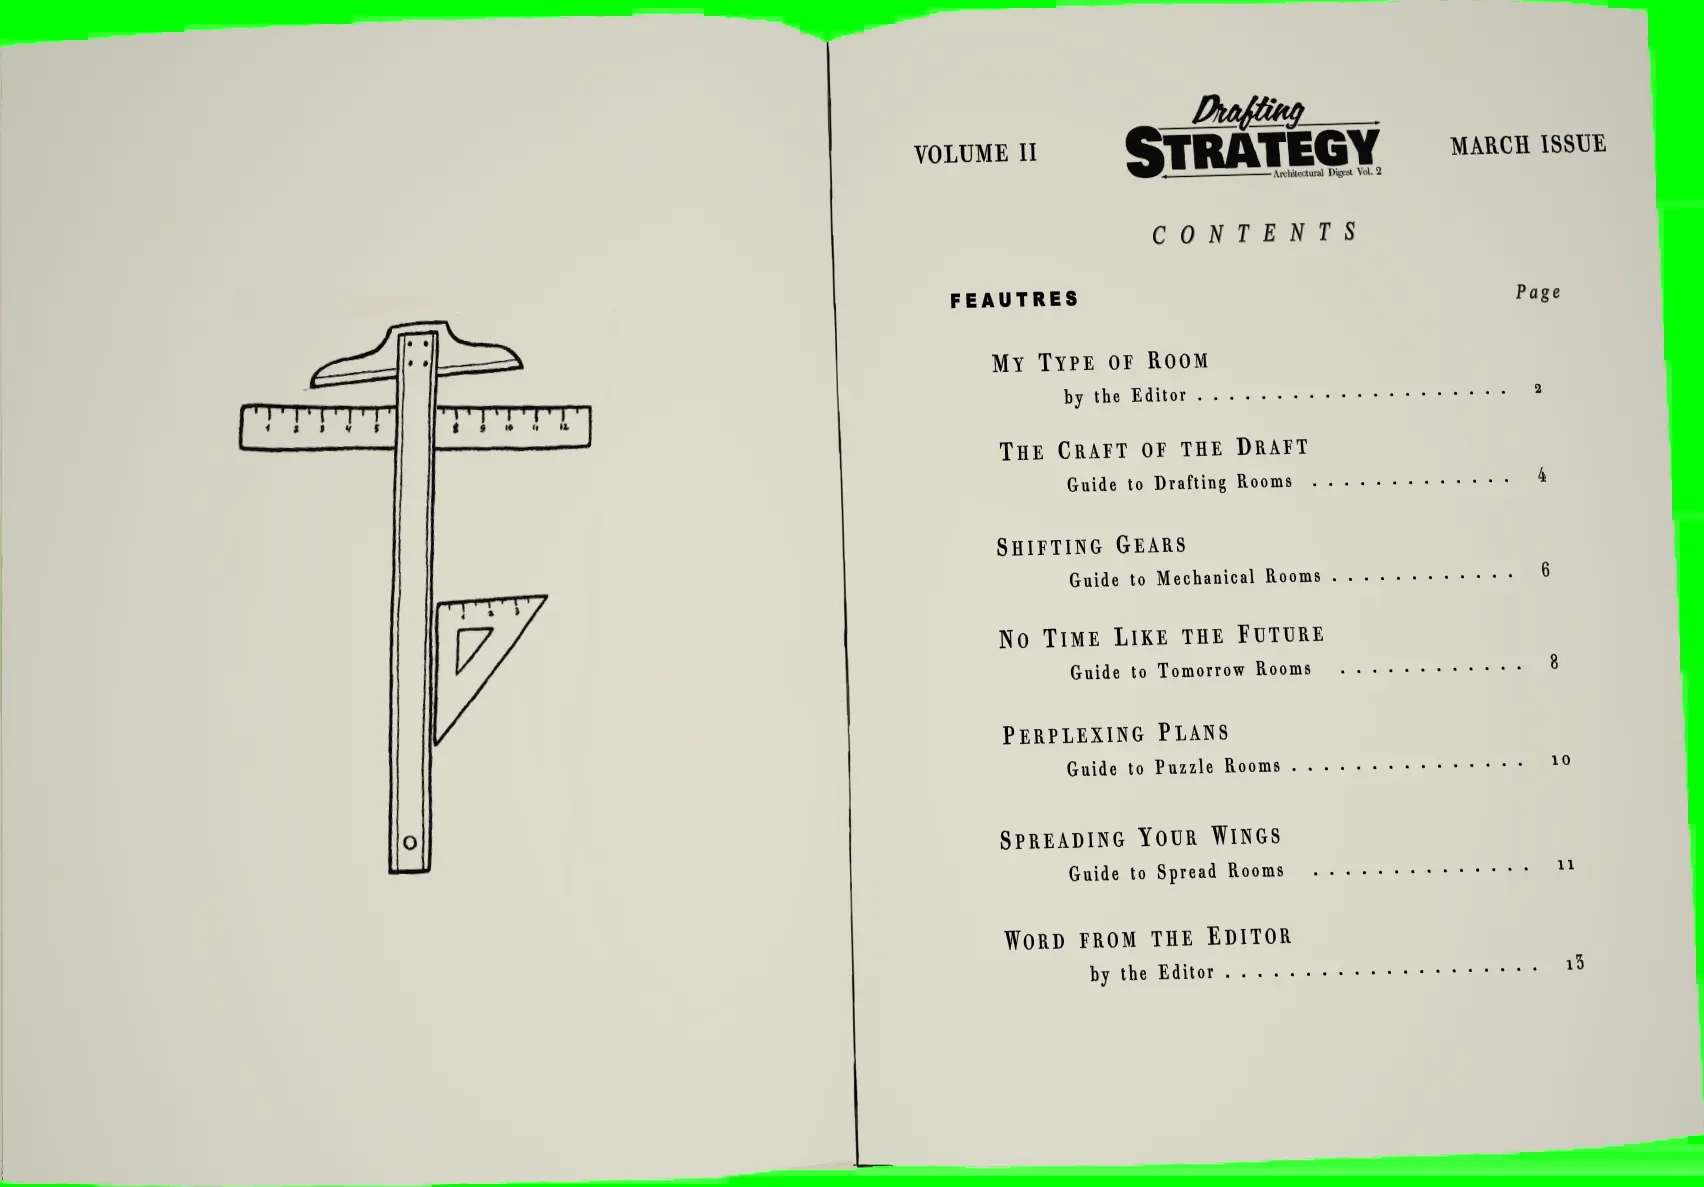 1 2 3 4 5 8 9 10 11 12
1 2 3
VOLUME II
Drafting
STRATEGY
Architectural Digest Vol. 2
MARCH ISSUE
CONTENTS
FEAUTRES Page
MY TYPE OF ROOM
by the Editor . . . . . . . . . . . . . . . . . . . . 2
THE CRAFT OF THE DRAFT
Guide to Drafting Rooms . . . . . . . . . . . . . 4
SHIFTING GEARS
Guide to Mechanical Rooms . . . . . . . . . . . . 6
NO TIME LIKE THE FUTURE
Guide to Tomorrow Rooms . . . . . . . . . . . . 8
PERPLEXING PLANS
Guide to Puzzle Rooms . . . . . . . . . . . . . . . 10
SPREADING YOUR WINGS
Guide to Spread Rooms . . . . . . . . . . . . . . 11
WORD FROM THE EDITOR
by the Editor . . . . . . . . . . . . . . . . . . . . 13